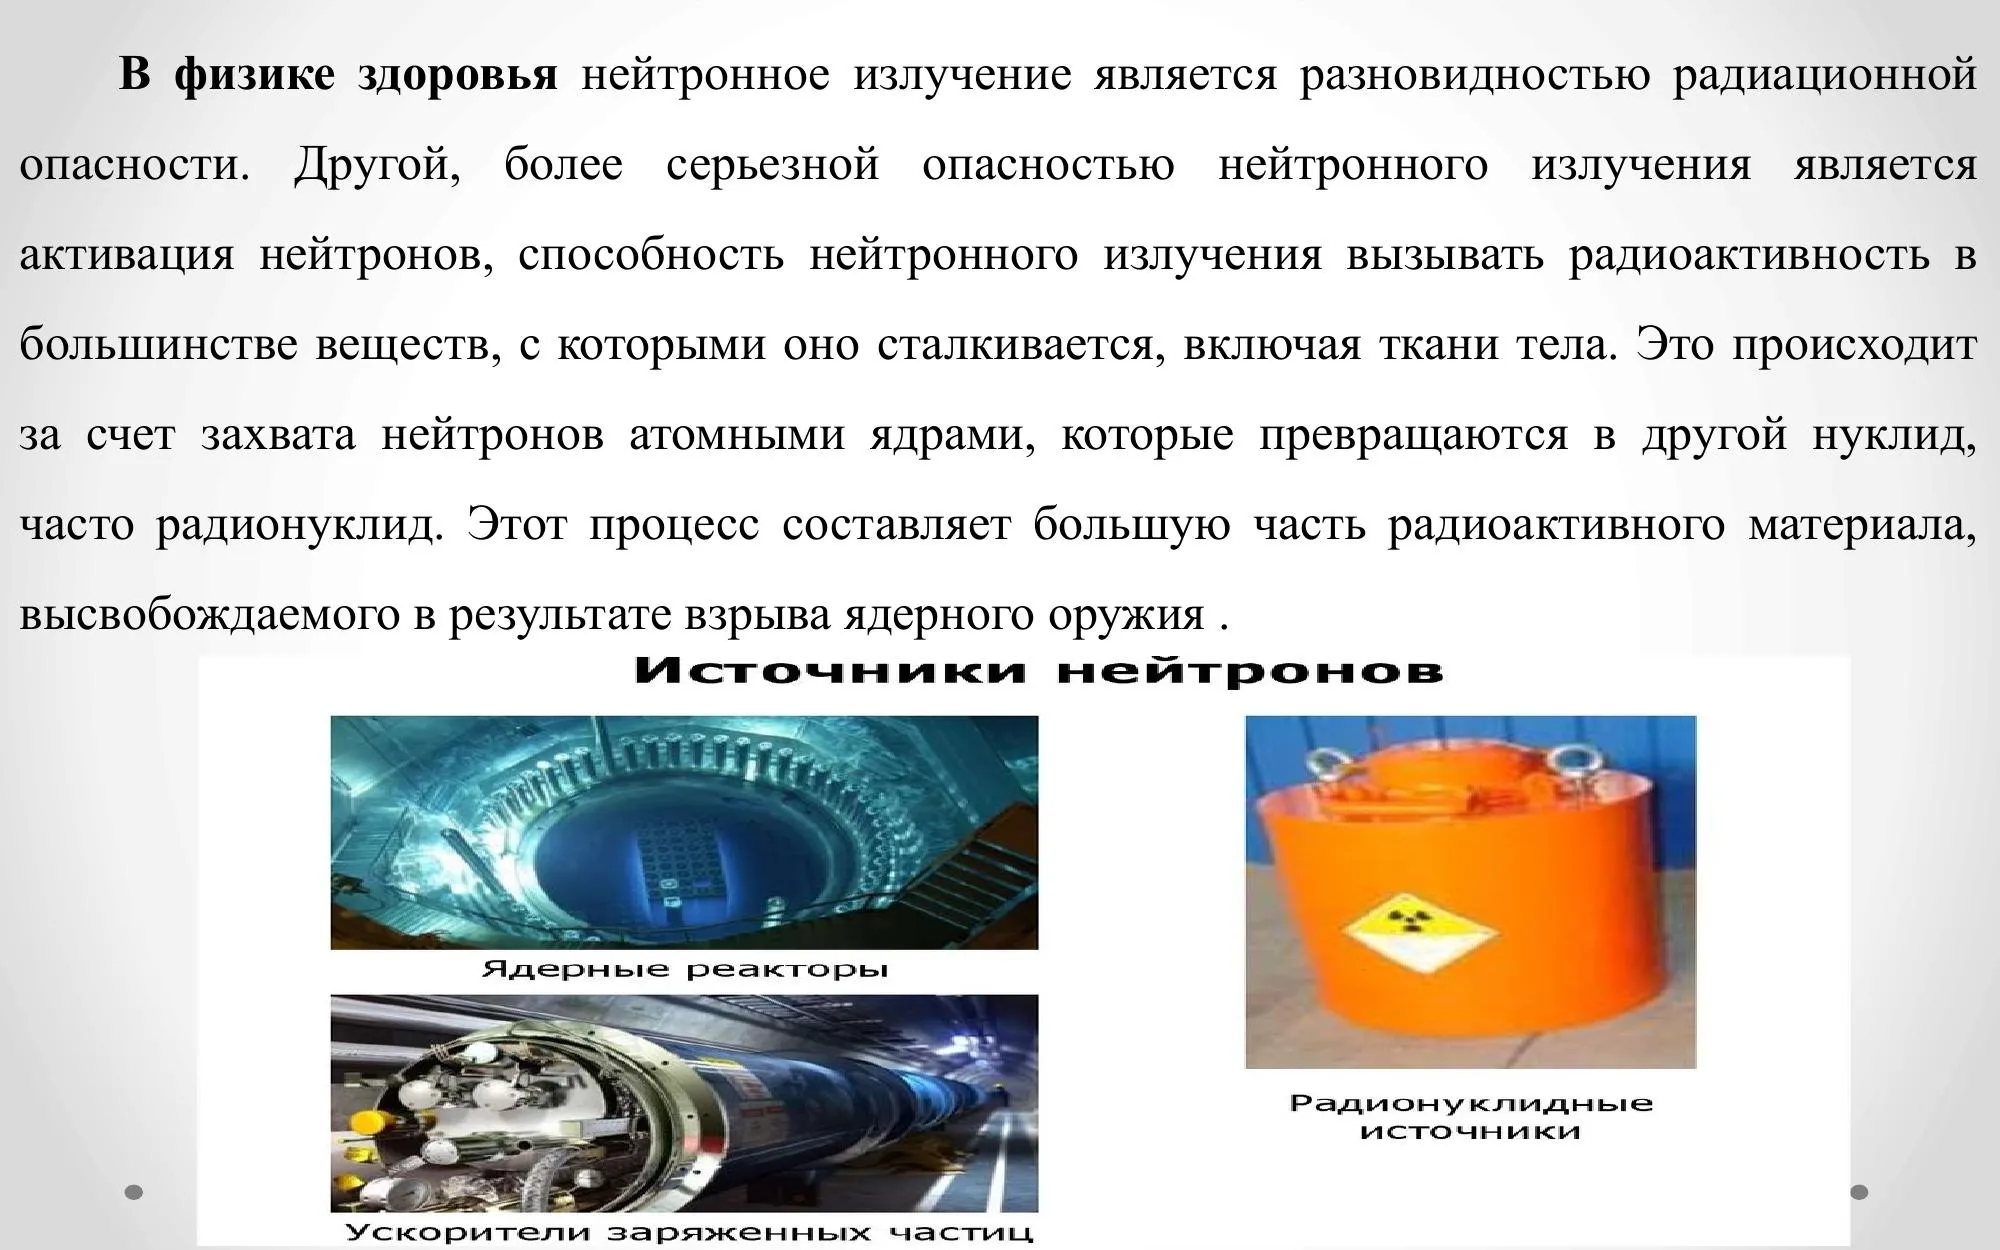 В физике здоровья нейтронное излучение является разновидностью радиационной
опасности. Другой, более серьезной опасностью нейтронного излучения является
активация нейтронов, способность нейтронного излучения вызывать радиоактивность в
большинстве веществ, с которыми оно сталкивается, включая ткани тела. Это происходит
за счет захвата нейтронов атомными ядрами, которые превращаются в другой нуклид,
часто радионуклид. Этот процесс составляет большую часть радиоактивного материала,
высвобождаемого в результате взрыва ядерного оружия .
Источники нейтронов
Ядерные реакторы
Ускорители заряженных частиц
Радионуклидные
источники